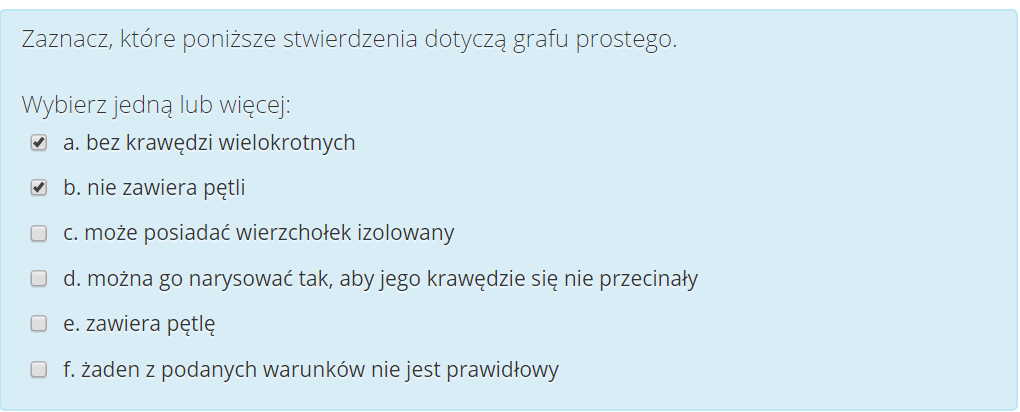 Zaznacz, które poniższe stwierdzenia dotyczą grafu prostego.
Wybierz jedną lub więcej:
a. bez krawędzi wielokrotnych
b. nie zawiera pętli
c. może posiadać wierzchołek izolowany
d. można go narysować tak, aby jego krawędzie się nie przecinały
e. zawiera pętlę
f. żaden z podanych warunków nie jest prawidłowy